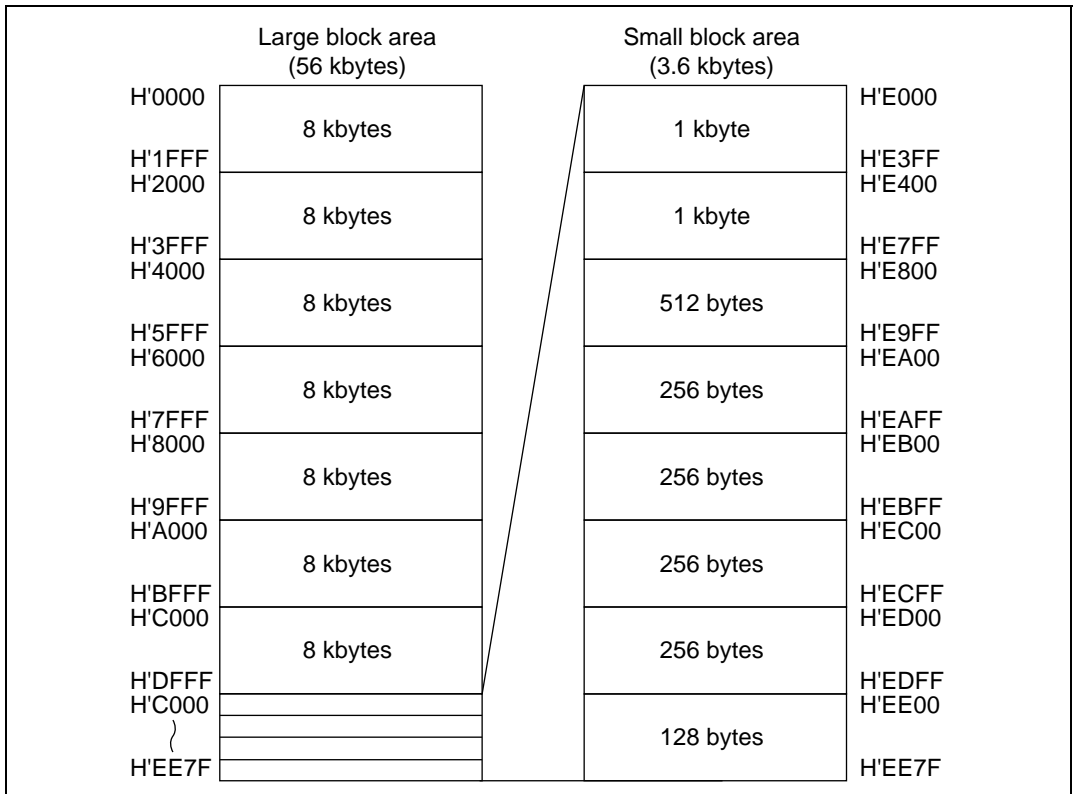 Large block area
(56 kbytes)
H'0000
8 kbytes
H'1FFF
H'2000
8 kbytes
H'3FFF
H'4000
8 kbytes
H'5FFF
H'6000
8 kbytes
H'7FFF
H'8000
8 kbytes
H'9FFF
H'A000
8 kbytes
H'BFFF
H'C000
8 kbytes
H'DFFF
H'C000
H'EE7F
Small block area
(3.6 kbytes)
H'E000
1 kbyte
H'E3FF
H'E400
1 kbyte
H'E7FF
H'E800
512 bytes
H'E9FF
H'EA00
256 bytes
H'EAFF
H'EB00
256 bytes
H'EBFF
H'EC00
256 bytes
H'ECFF
H'ED00
256 bytes
H'EDFF
H'EE00
128 bytes
H'EE7F